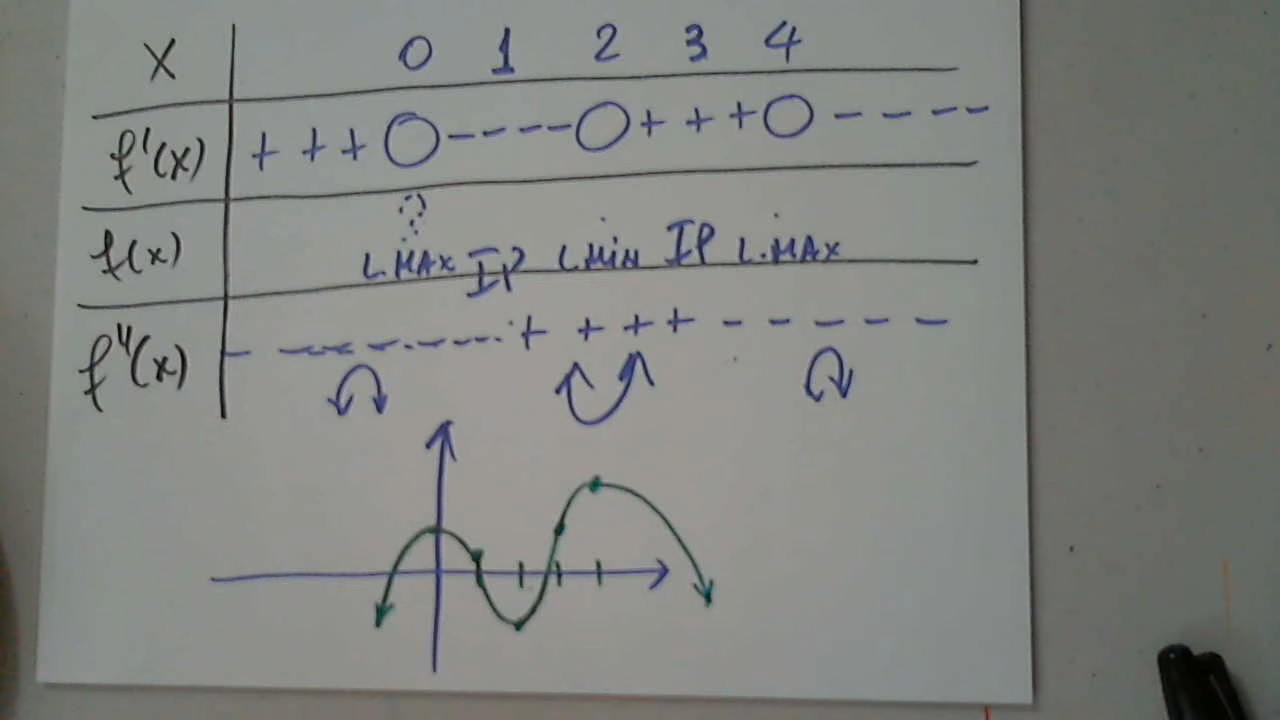 X 0 1 2 3 4
f'(x) + + + 0 - - - - 0 + + + 0 - - - -
?
f(x) L.MAX IP L.Min IP L.MAX
f''(x) - - - - - - - - - + + + + - - - - -